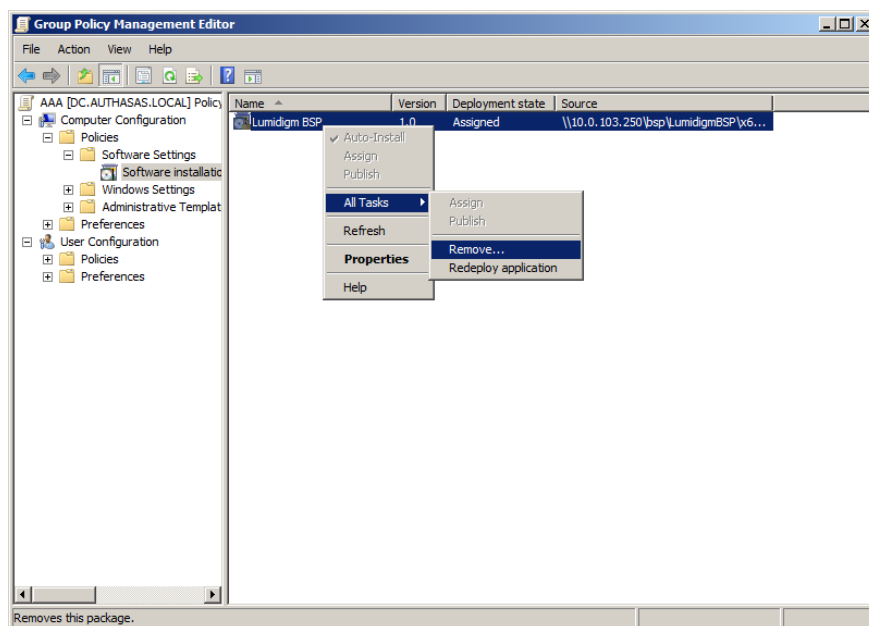 Group Policy Management Editor
File Action View Help
AAA [DC.AUTHASAS.LOCAL] Policy
Computer Configuration
Policies
Software Settings
Software installatio
Windows Settings
Administrative Templat
Preferences
User Configuration
Policies
Preferences
Name Version Deployment state Source
Lumidigm BSP 1.0 Assigned \\10.0.103.250\bsp\LumidigmBSP\x6...
Auto-Install
Assign
Publish
All Tasks
Refresh
Properties
Help
Assign
Publish
Remove...
Redeploy application
Removes this package.